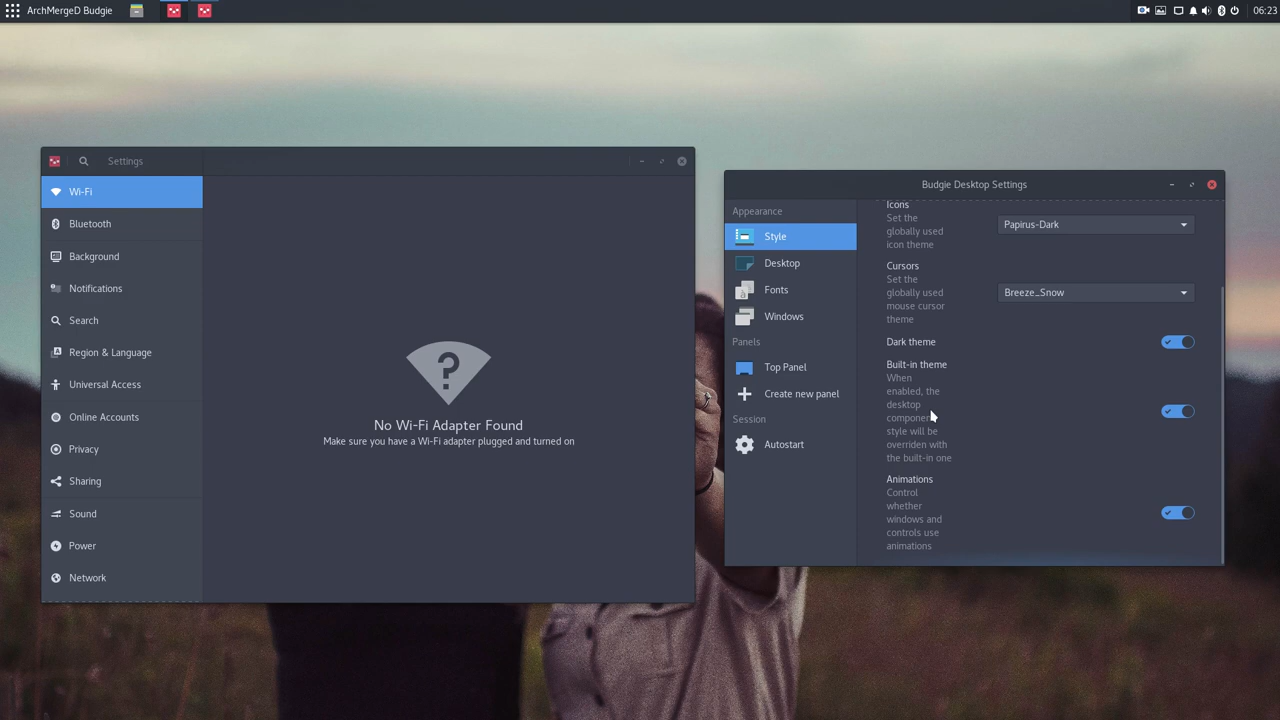 ArchMergeD Budgie
06:23
Settings
Wi-Fi
Bluetooth
Background
Notifications
Search
Region & Language
Universal Access
Online Accounts
Privacy
Sharing
Sound
Power
Network
?
No Wi-Fi Adapter Found
Make sure you have a Wi-Fi adapter plugged and turned on
Budgie Desktop Settings
Appearance
Style
Desktop
Fonts
Windows
Panels
Top Panel
Create new panel
Session
Autostart
Icons
Set the
globally used
icon theme
Papirus-Dark
Cursors
Set the
globally used
mouse cursor
theme
Breeze_Snow
Dark theme
Built-in theme
When
enabled, the
desktop
component
style will be
overriden with
the built-in one
Animations
Control
whether
windows and
controls use
animations